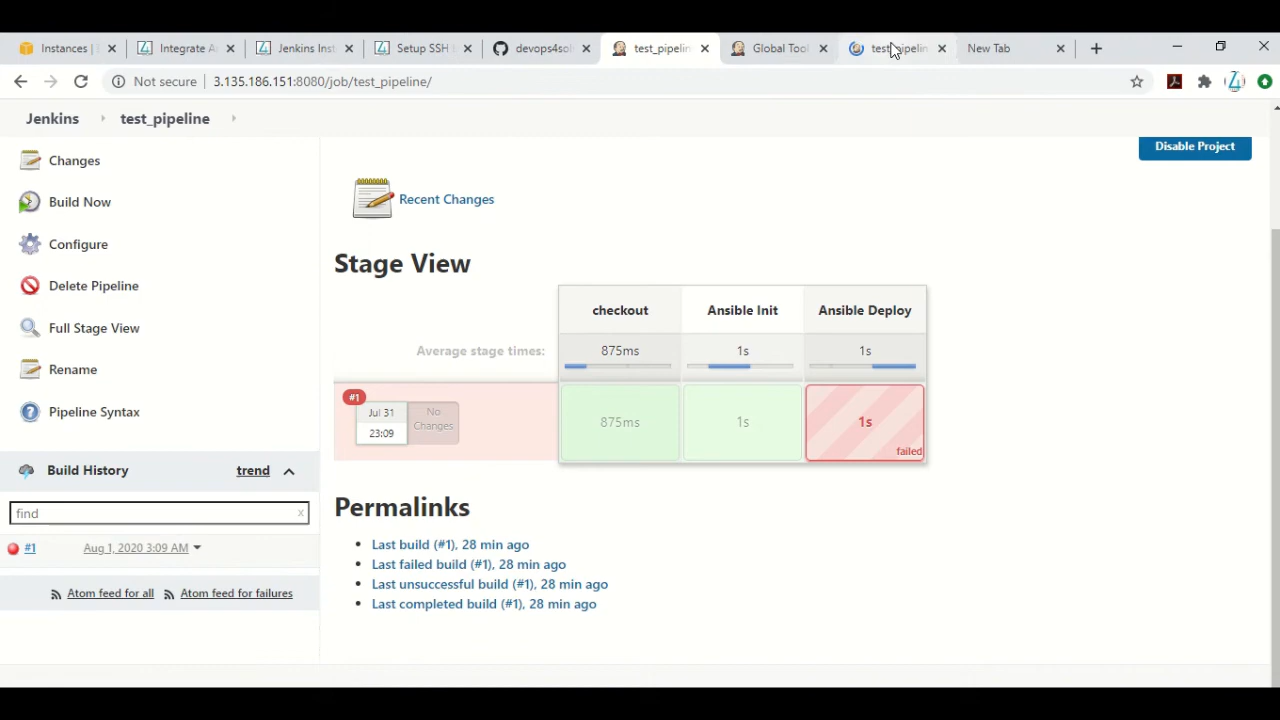 Instances |
Integrate A
Jenkins Inst
Setup SSH
devops4sol
test_pipelin
Global Tool
test_pipelin
New Tab
Not secure
3.135.186.151:8080/job/test_pipeline/
Jenkins
test_pipeline
Disable Project
Changes
Build Now
Configure
Delete Pipeline
Full Stage View
Rename
Pipeline Syntax
Build History
trend
find
x
#1
Aug 1, 2020 3:09 AM
Atom feed for all
Atom feed for failures
Recent Changes
Stage View
checkout
Ansible Init
Ansible Deploy
Average stage times:
875ms
1s
1s
#1
Jul 31
23:09
No
Changes
875ms
1s
1s
failed
Permalinks
Last build (#1), 28 min ago
Last failed build (#1), 28 min ago
Last unsuccessful build (#1), 28 min ago
Last completed build (#1), 28 min ago